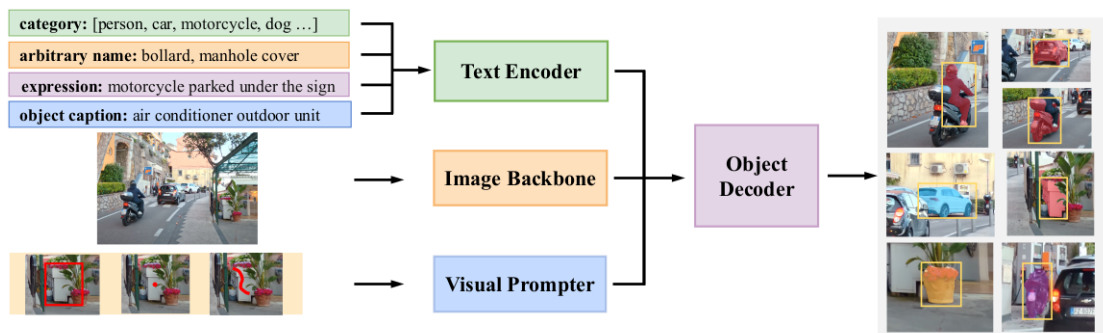 category: [person, car, motorcycle, dog …]
arbitrary name: bollard, manhole cover
expression: motorcycle parked under the sign
object caption: air conditioner outdoor unit
Text Encoder
Image Backbone
Visual Prompter
Object
Decoder